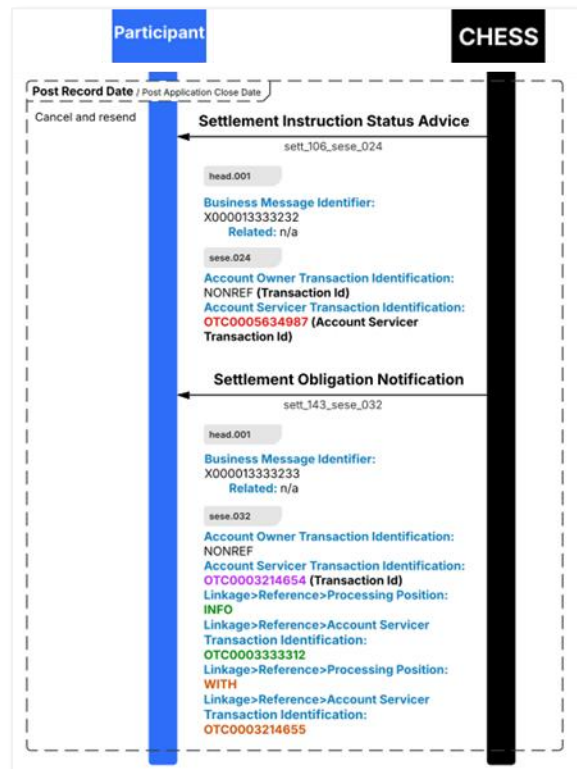 Participant
CHESS
Post Record Date / Post Application Close Date
Cancel and resend
Settlement Instruction Status Advice
sett_106_sese_024
head.001
Business Message Identifier:
X000013333232
Related: n/a
sese.024
Account Owner Transaction Identification:
NONREF (Transaction Id)
Account Servicer Transaction Identification:
OTC0005634987 (Account Servicer
Transaction Id)
Settlement Obligation Notification
sett_143_sese_032
head.001
Business Message Identifier:
X000013333233
Related: n/a
sese.032
Account Owner Transaction Identification:
NONREF
Account Servicer Transaction Identification:
OTC0003214654 (Transaction Id)
Linkage>Reference>Processing Position:
INFO
Linkage>Reference>Account Servicer
Transaction Identification:
OTC0003333312
Linkage>Reference>Processing Position:
WITH
Linkage>Reference>Account Servicer
Transaction Identification:
OTC0003214655